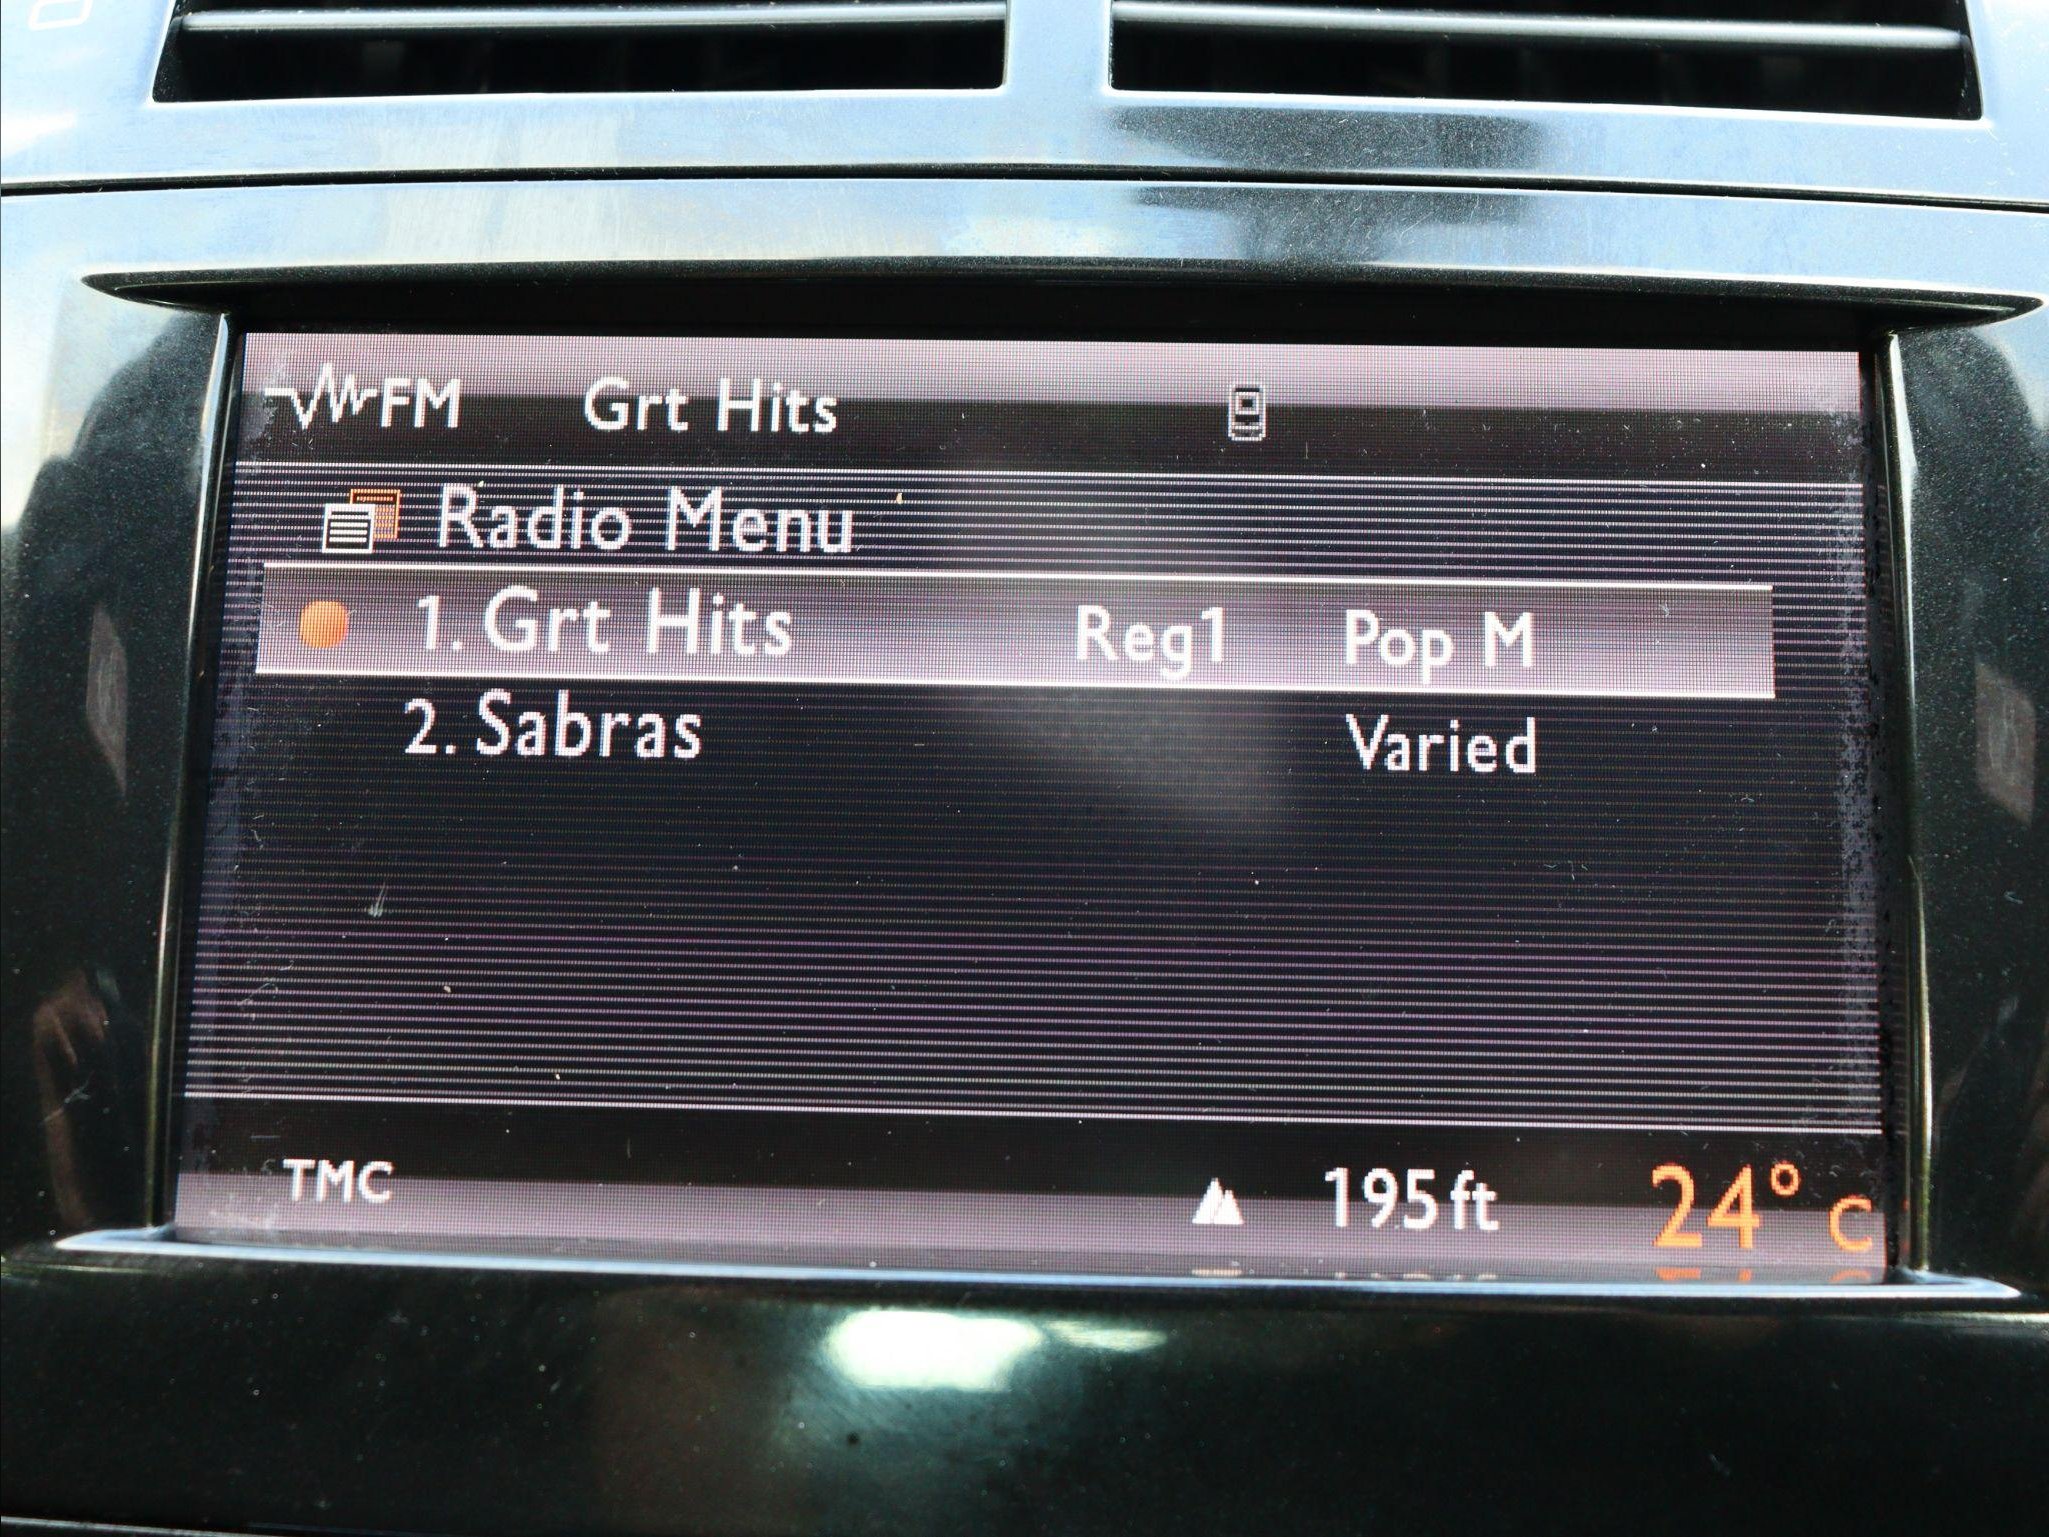 FM Grt Hits
Radio Menu
1. Grt Hits Reg1 Pop M
2. Sabras Varied
TMC 195 ft 24° C